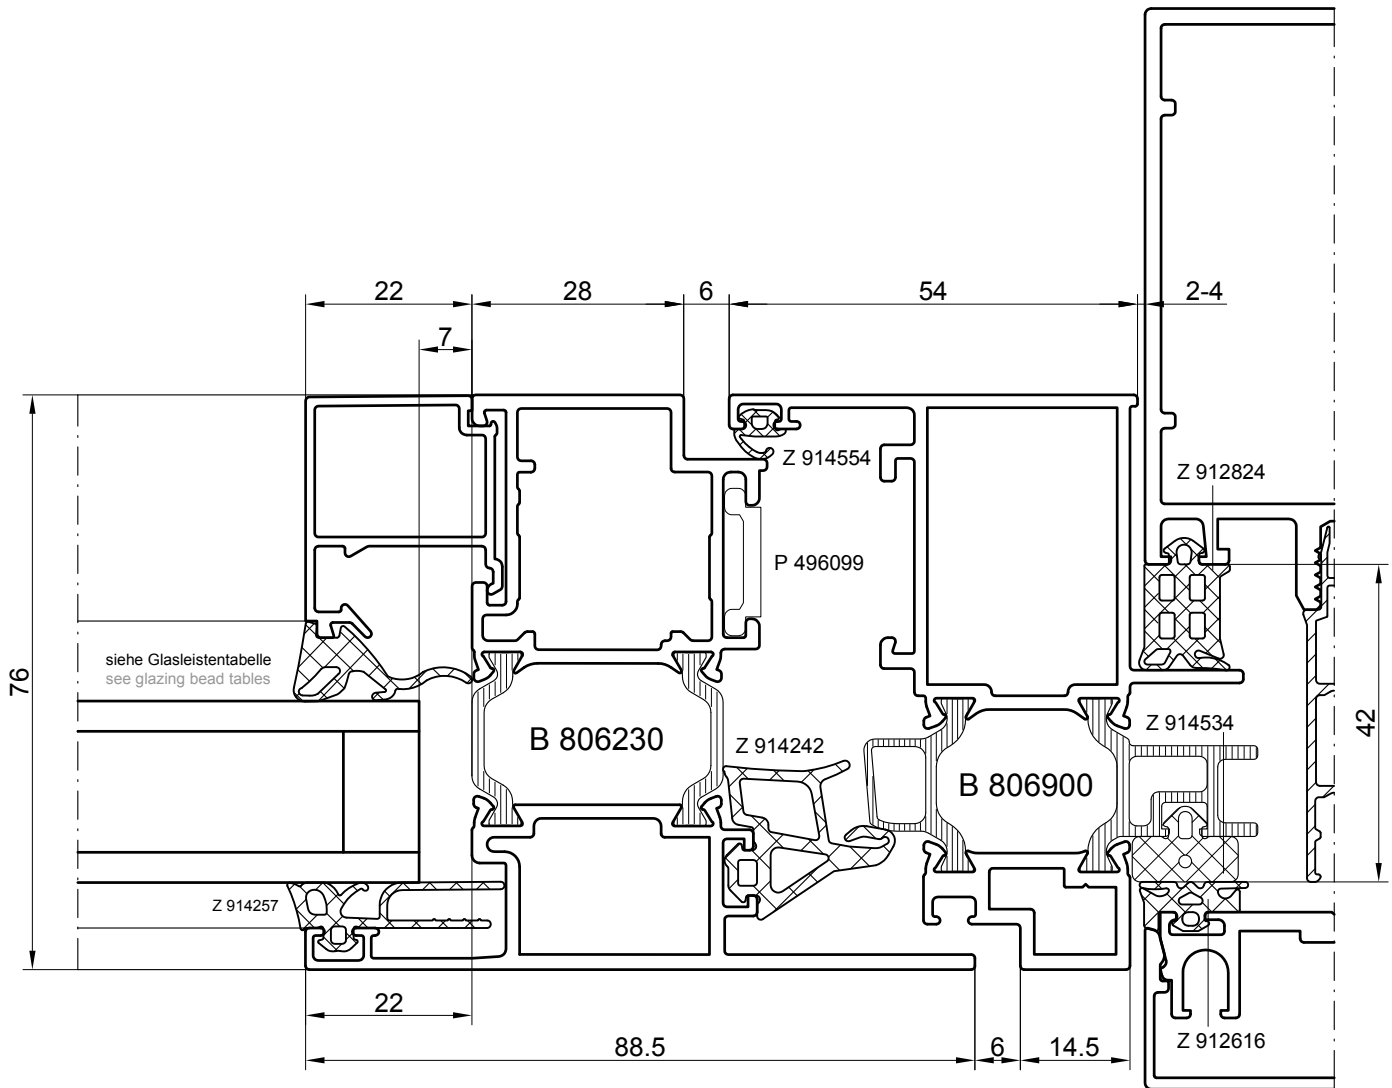 22
28
6
54
2-4
7
Z 914554
Z 912824
P 496099
siehe Glasleistentabelle
see glazing bead tables
76
B 806230
Z 914242
B 806900
Z 914534
42
Z 914257
22
88.5
6
14.5
Z 912616